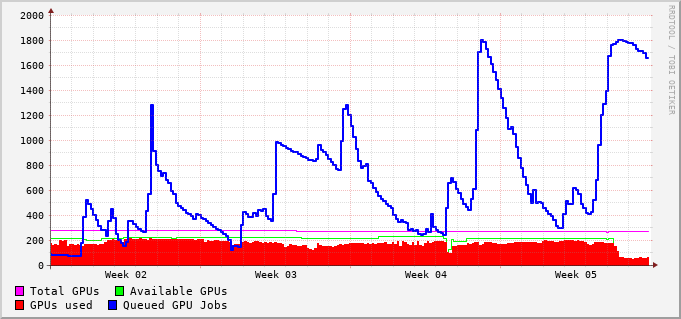 2000
1800
1600
1400
1200
1000
800
600
400
200
0
Week 02 Week 03 Week 04 Week 05
Total GPUs Available GPUs
GPUs used Queued GPU Jobs
RRDTOOL / TOBI OETIKER